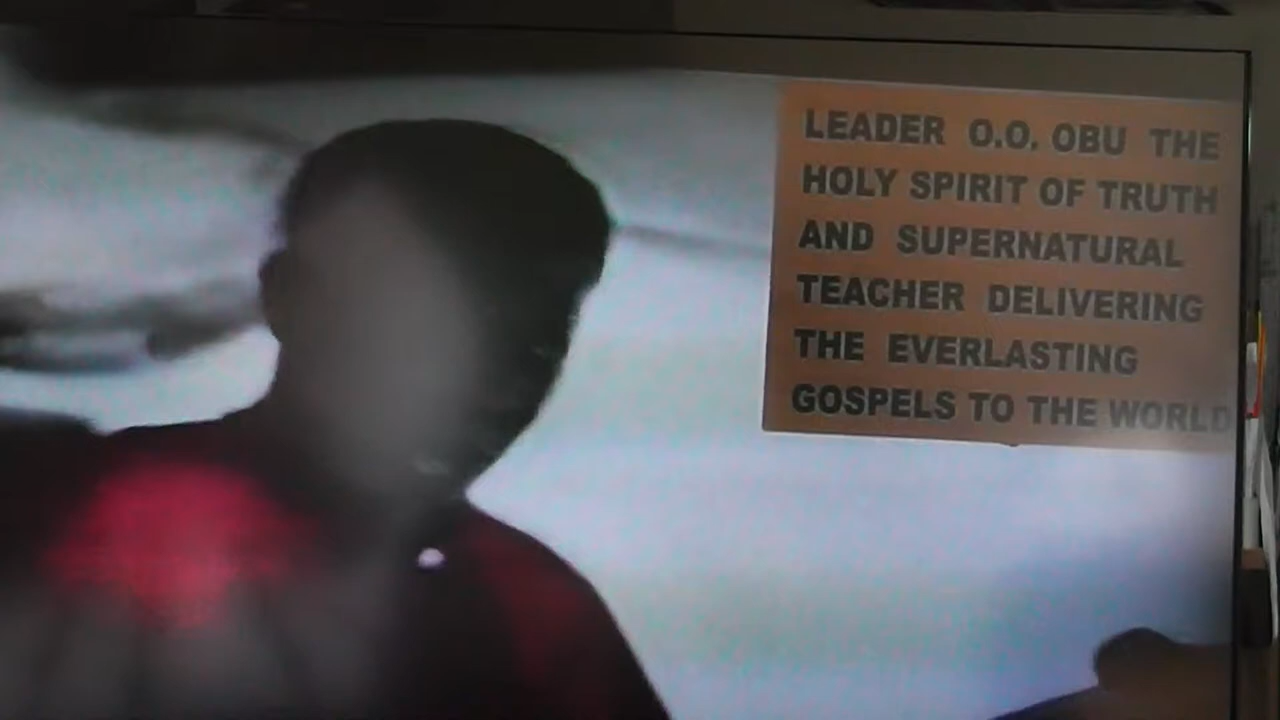 LEADER O.O. OBU THE
HOLY SPIRIT OF TRUTH
AND SUPERNATURAL
TEACHER DELIVERING
THE EVERLASTING
GOSPELS TO THE WORLD